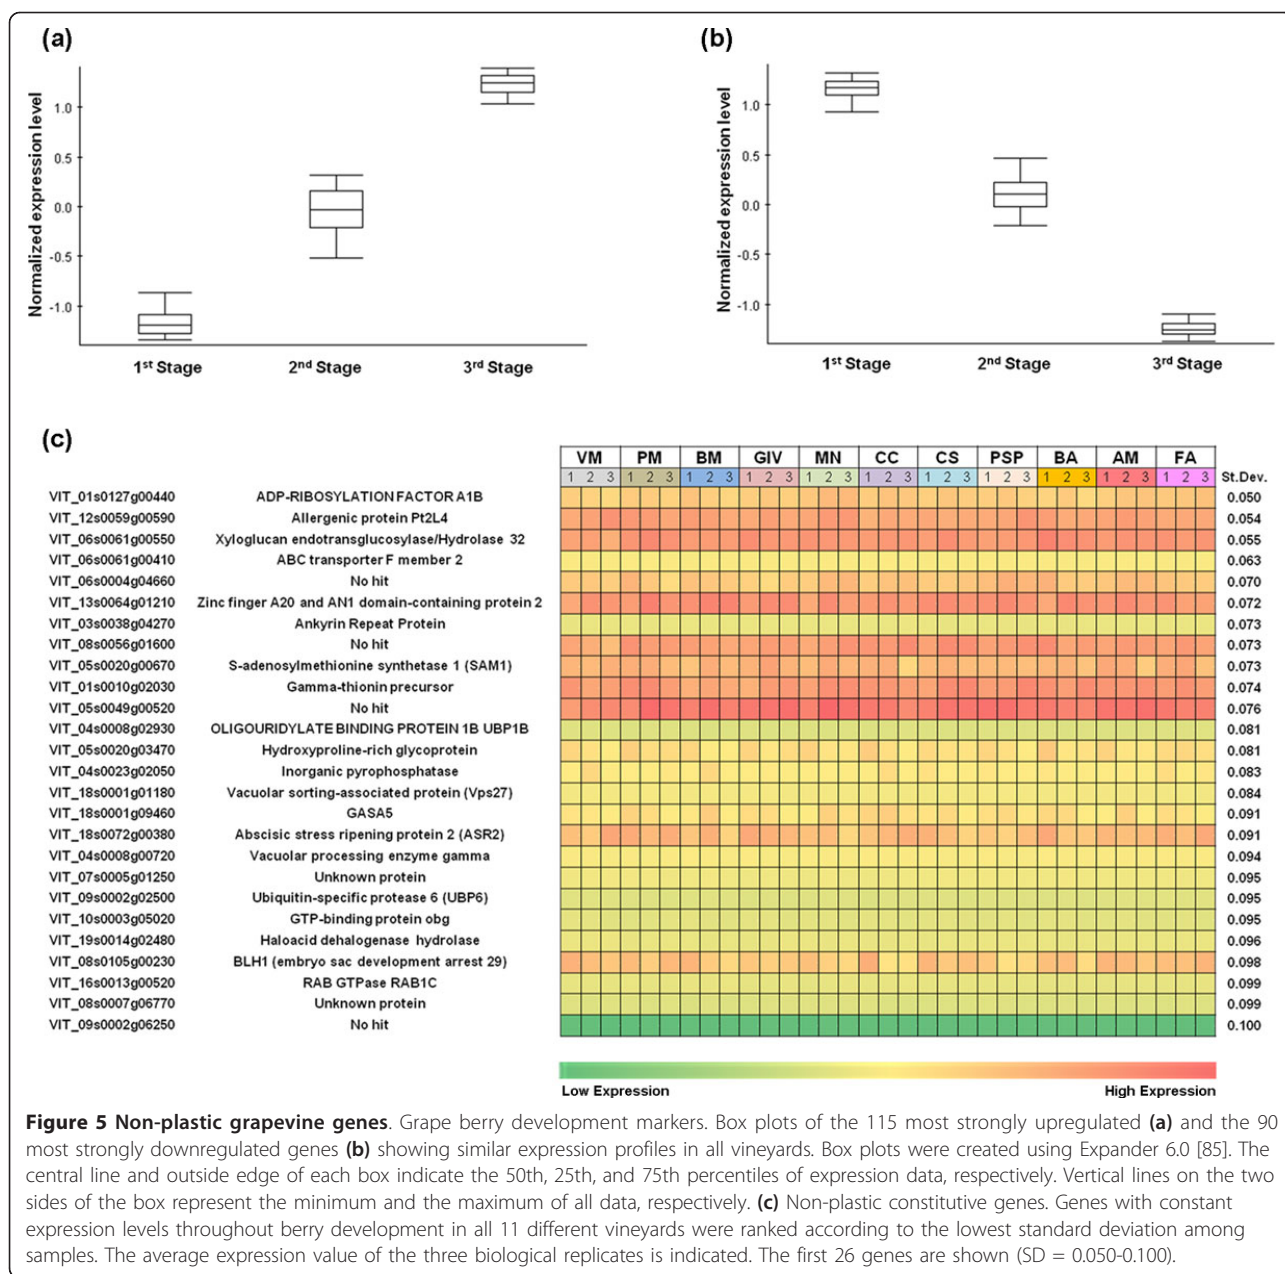 (a)
Normalized expression level
1.0
0.5
0.0
-0.5
-1.0
1st Stage 2nd Stage 3rd Stage
(b)
Normalized expression level
1.0
0.5
0.0
-0.5
-1.0
1st Stage 2nd Stage 3rd Stage
(c)
VM PM BM GIV MN CC CS PSP BA AM FA
1 2 3 1 2 3 1 2 3 1 2 3 1 2 3 1 2 3 1 2 3 1 2 3 1 2 3 1 2 3 1 2 3 St.Dev.
VIT_01s0127g00440 ADP-RIBOSYLATION FACTOR A1B 0.050
VIT_12s0059g00590 Allergenic protein Pt2L4 0.054
VIT_06s0061g00550 Xyloglucan endotransglucosylase/Hydrolase 32 0.055
VIT_06s0061g00410 ABC transporter F member 2 0.063
VIT_06s0004g04660 No hit 0.070
VIT_13s0064g01210 Zinc finger A20 and AN1 domain-containing protein 2 0.072
VIT_03s0038g04270 Ankyrin Repeat Protein 0.073
VIT_08s0056g01600 No hit 0.073
VIT_05s0020g00670 S-adenosylmethionine synthetase 1 (SAM1) 0.073
VIT_01s0010g02030 Gamma-thionin precursor 0.074
VIT_05s0049g00520 No hit 0.076
VIT_04s0008g02930 OLIGOURIDYLATE BINDING PROTEIN 1B UBP1B 0.081
VIT_05s0020g03470 Hydroxyproline-rich glycoprotein 0.081
VIT_04s0023g02050 Inorganic pyrophosphatase 0.083
VIT_18s0001g01180 Vacuolar sorting-associated protein (Vps27) 0.084
VIT_18s0001g09460 GASA5 0.091
VIT_18s0072g00380 Abscisic stress ripening protein 2 (ASR2) 0.091
VIT_04s0008g00720 Vacuolar processing enzyme gamma 0.094
VIT_07s0005g01250 Unknown protein 0.095
VIT_09s0002g02500 Ubiquitin-specific protease 6 (UBP6) 0.095
VIT_10s0003g05020 GTP-binding protein obg 0.095
VIT_19s0014g02480 Haloacid dehalogenase hydrolase 0.096
VIT_08s0105g00230 BLH1 (embryo sac development arrest 29) 0.098
VIT_16s0013g00520 RAB GTPase RAB1C 0.099
VIT_08s0007g06770 Unknown protein 0.099
VIT_09s0002g06250 No hit 0.100
Low Expression High Expression
Figure 5 Non-plastic grapevine genes. Grape berry development markers. Box plots of the 115 most strongly upregulated (a) and the 90
most strongly downregulated genes (b) showing similar expression profiles in all vineyards. Box plots were created using Expander 6.0 [85]. The
central line and outside edge of each box indicate the 50th, 25th, and 75th percentiles of expression data, respectively. Vertical lines on the two
sides of the box represent the minimum and the maximum of all data, respectively. (c) Non-plastic constitutive genes. Genes with constant
expression levels throughout berry development in all 11 different vineyards were ranked according to the lowest standard deviation among
samples. The average expression value of the three biological replicates is indicated. The first 26 genes are shown (SD = 0.050-0.100).